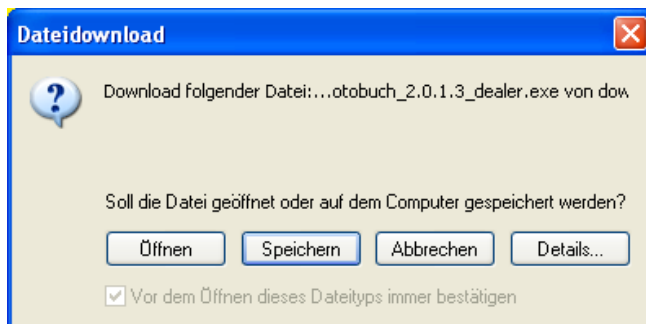 Dateidownload
Download folgender Datei:...otobuch_2.0.1.3_dealer.exe von dow
Soll die Datei geöffnet oder auf dem Computer gespeichert werden?
Öffnen Speichern Abbrechen Details...
Vor dem Öffnen dieses Dateityps immer bestätigen